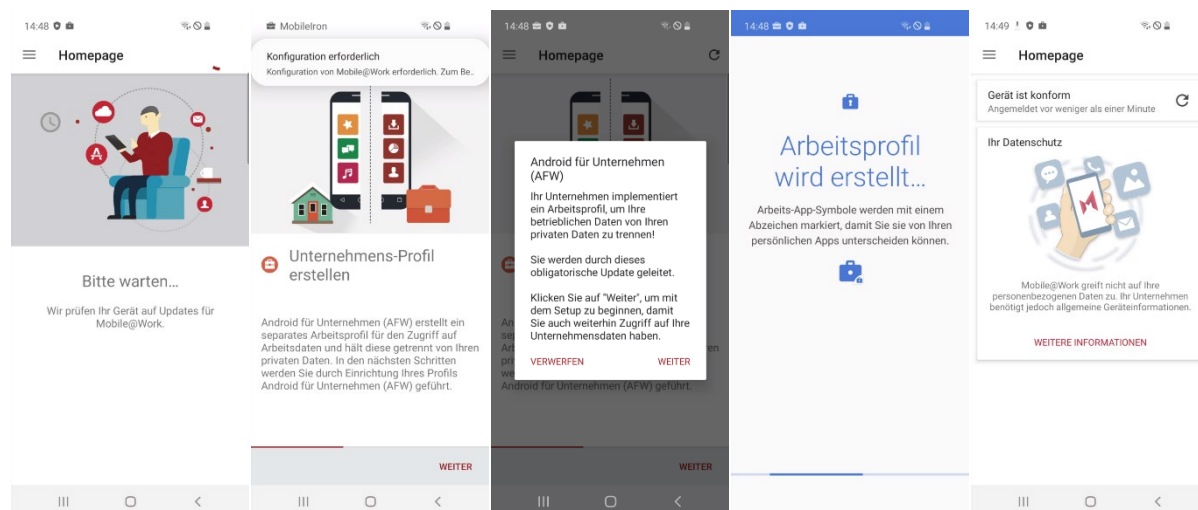 14:48
Homepage
Bitte warten...
Wir prüfen Ihr Gerät auf Updates für
Mobile@Work.
MobileIron
Konfiguration erforderlich
Konfiguration von Mobile@Work erforderlich. Zum Be..
Unternehmens-Profil
erstellen
Android für Unternehmen (AFW) erstellt ein
separates Arbeitsprofil für den Zugriff auf
Arbeitsdaten und hält diese getrennt von Ihren
privaten Daten. In den nächsten Schritten
werden Sie durch Einrichtung Ihres Profils
Android für Unternehmen (AFW) geführt.
WEITER
14:48
Homepage
Android für Unternehmen
(AFW)
Ihr Unternehmen implementiert
ein Arbeitsprofil, um Ihre
betrieblichen Daten von Ihren
privaten Daten zu trennen!
Sie werden durch dieses
obligatorische Update geleitet.
Klicken Sie auf "Weiter", um mit
dem Setup zu beginnen, damit
Sie auch weiterhin Zugriff auf Ihre
Unternehmensdaten haben.
VERWERFEN WEITER
Android für Unternehmen (AFW) geführt.
WEITER
14:48
Arbeitsprofil
wird erstellt...
Arbeits-App-Symbole werden mit einem
Abzeichen markiert, damit Sie sie von Ihren
persönlichen Apps unterscheiden können.
14:49
Homepage
Gerät ist konform
Angemeldet vor weniger als einer Minute
Ihr Datenschutz
Mobile@Work greift nicht auf Ihre
personenbezogenen Daten zu. Ihr Unternehmen
benötigt jedoch allgemeine Geräteinformationen.
WEITERE INFORMATIONEN